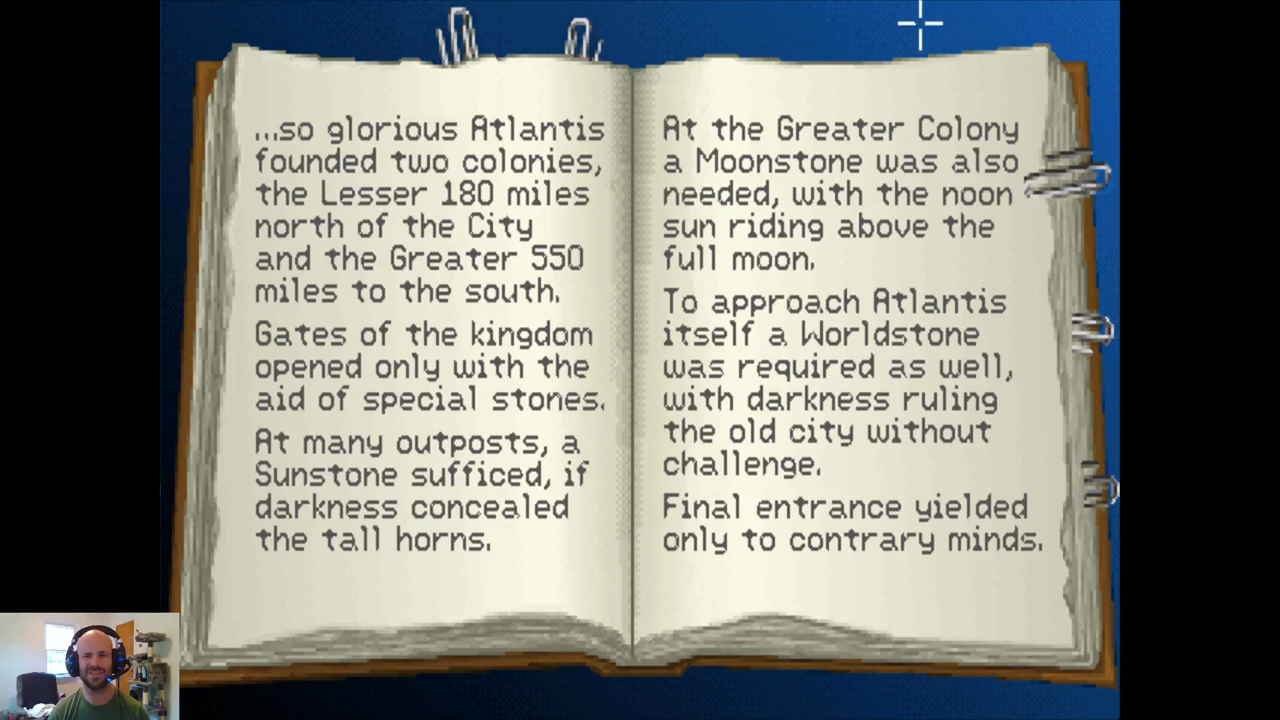 ...so glorious Atlantis
founded two colonies,
the Lesser 180 miles
north of the City
and the Greater 550
miles to the south.
Gates of the kingdom
opened only with the
aid of special stones.
At many outposts, a
Sunstone sufficed, if
darkness concealed
the tall horns.
At the Greater Colony
a Moonstone was also
needed, with the noon
sun riding above the
full moon.
To approach Atlantis
itself a Worldstone
was required as well,
with darkness ruling
the old city without
challenge.
Final entrance yielded
only to contrary minds.